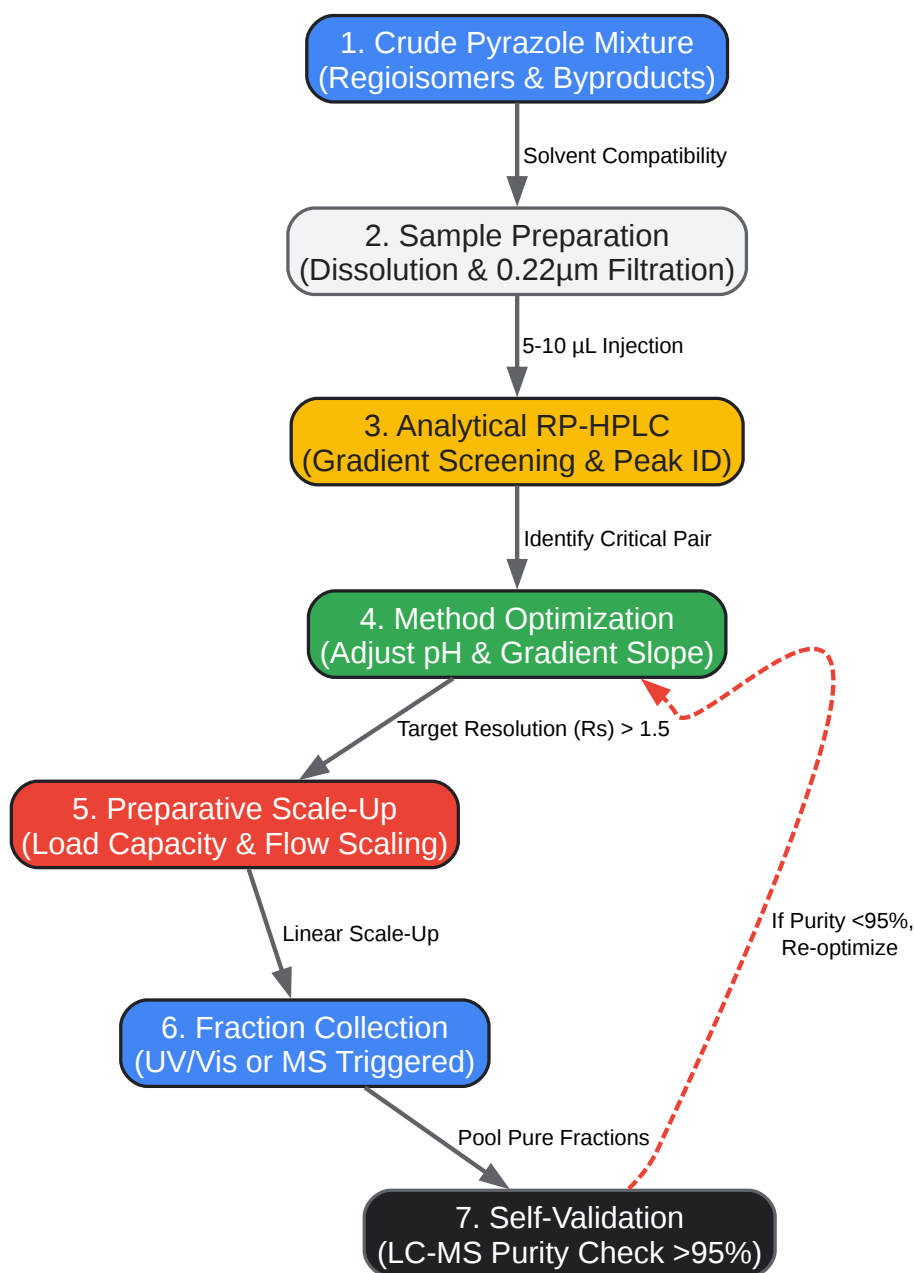 1. Crude Pyrazole Mixture
(Regioisomers & Byproducts)
Solvent Compatibility
2. Sample Preparation
(Dissolution & 0.22µm Filtration)
5-10 µL Injection
3. Analytical RP-HPLC
(Gradient Screening & Peak ID)
Identify Critical Pair
4. Method Optimization
(Adjust pH & Gradient Slope)
Target Resolution (Rs) > 1.5
5. Preparative Scale-Up
(Load Capacity & Flow Scaling)
Linear Scale-Up
If Purity <95%,
Re-optimize
6. Fraction Collection
(UV/Vis or MS Triggered)
Pool Pure Fractions
7. Self-Validation
(LC-MS Purity Check >95%)